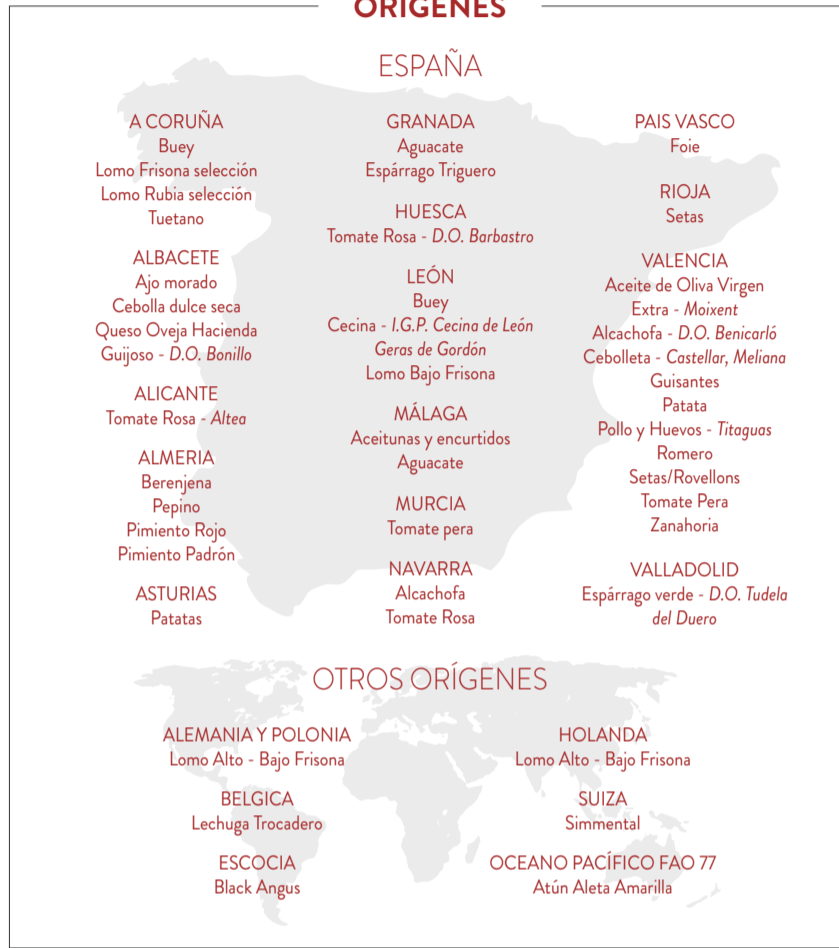 ORÍGENES
ESPAÑA
A CORUÑA
Buey
Lomo Frisona selección
Lomo Rubia selección
Tuetano
ALBACETE
Ajo morado
Cebolla dulce seca
Queso Oveja Hacienda
Guijoso - D.O. Bonillo
ALICANTE
Tomate Rosa - Altea
ALMERIA
Berenjena
Pepino
Pimiento Rojo
Pimiento Padrón
ASTURIAS
Patatas
GRANADA
Aguacate
Espárrago Triguero
HUESCA
Tomate Rosa - D.O. Barbastro
LEÓN
Buey
Cecina - I.G.P. Cecina de León
Geras de Gordón
Lomo Bajo Frisona
MÁLAGA
Aceitunas y encurtidos
Aguacate
MURCIA
Tomate pera
NAVARRA
Alcachofa
Tomate Rosa
PAIS VASCO
Foie
RIOJA
Setas
VALENCIA
Aceite de Oliva Virgen
Extra - Moixent
Alcachofa - D.O. Benicarló
Cebolleta - Castellar, Meliana
Guisantes
Patata
Pollo y Huevos - Titaguas
Romero
Setas/Rovellons
Tomate Pera
Zanahoria
VALLADOLID
Espárrago verde - D.O. Tudela
del Duero
OTROS ORÍGENES
ALEMANIA Y POLONIA
Lomo Alto - Bajo Frisona
BELGICA
Lechuga Trocadero
ESCOCIA
Black Angus
HOLANDA
Lomo Alto - Bajo Frisona
SUIZA
Simmental
OCEANO PACÍFICO FAO 77
Atún Aleta Amarilla